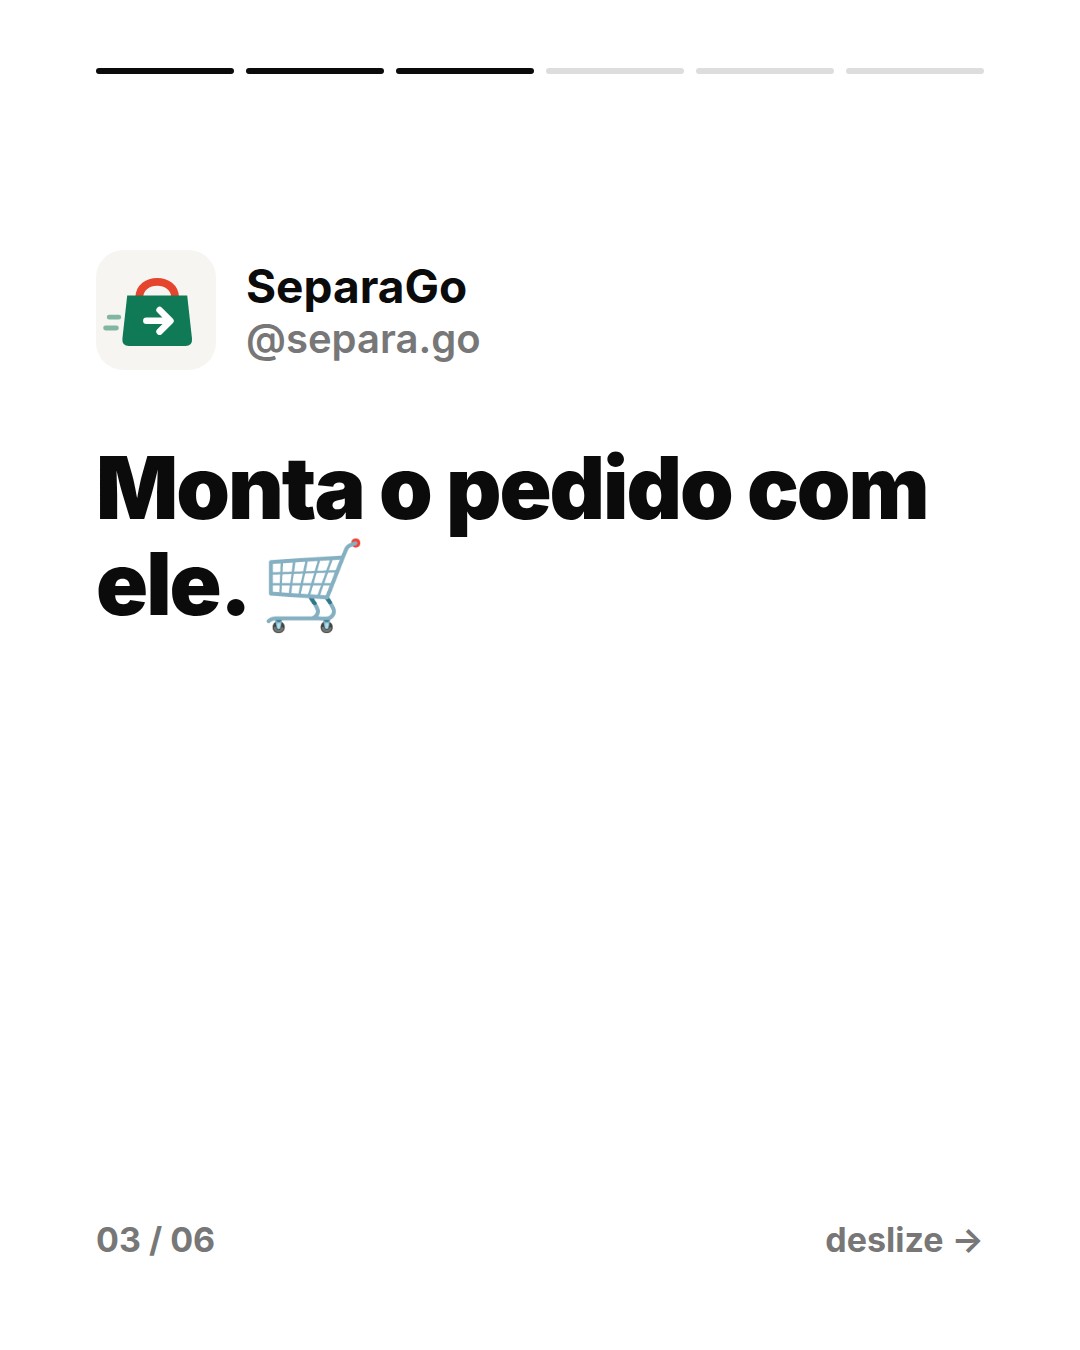 SeparaGo
@separa.go
Monta o pedido com
ele. 🛒
03 / 06
deslize →